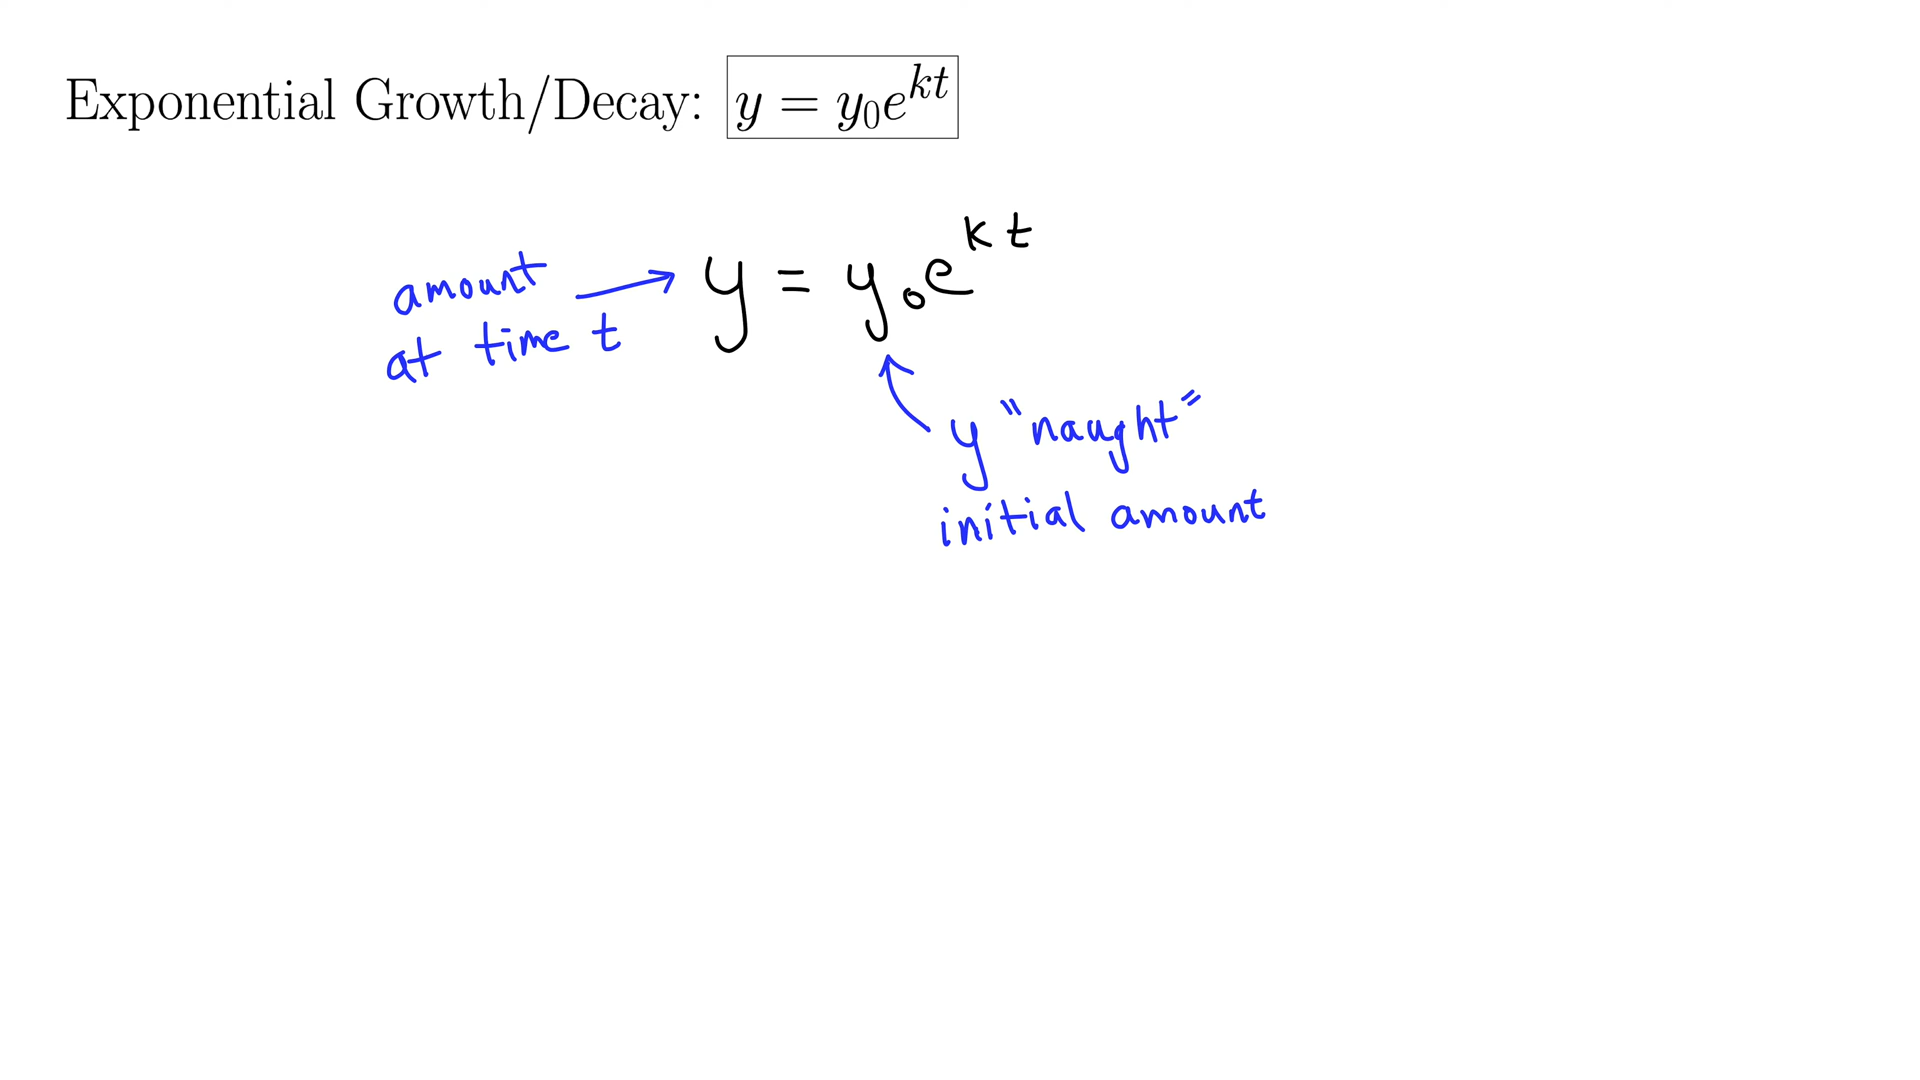 Exponential Growth/Decay: y = y₀e^{kt}
y = y₀e^{kt}
amount
at time t
y "naught"
initial amount